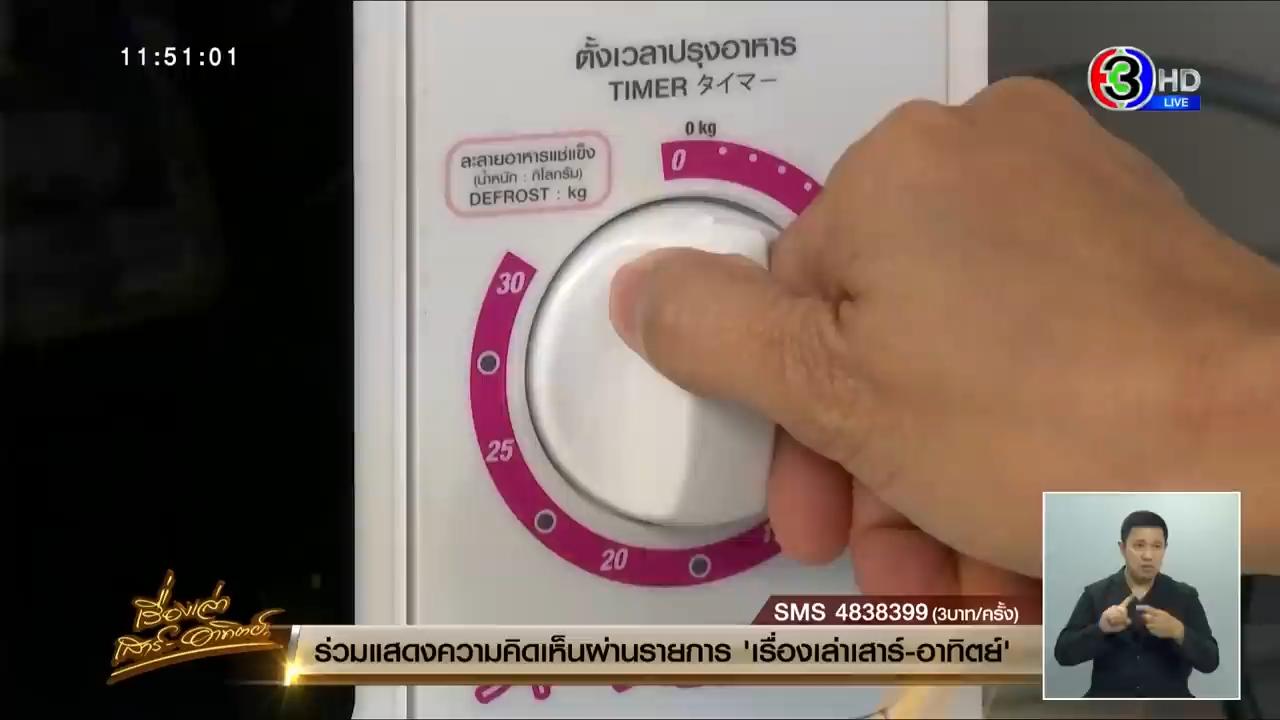 11:51:01
3 HD
LIVE
ตั้งเวลาปรุงอาหาร
TIMER タイマー
0 kg
0
ละลายอาหารแช่แข็ง
(น้ำหนัก : กิโลกรัม)
DEFROST : kg
30
25
20
SMS 4838399 (3บาท/ครั้ง)
เรื่องเล่า
เสาร์-อาทิตย์
ร่วมแสดงความคิดเห็นผ่านรายการ 'เรื่องเล่าเสาร์-อาทิตย์'